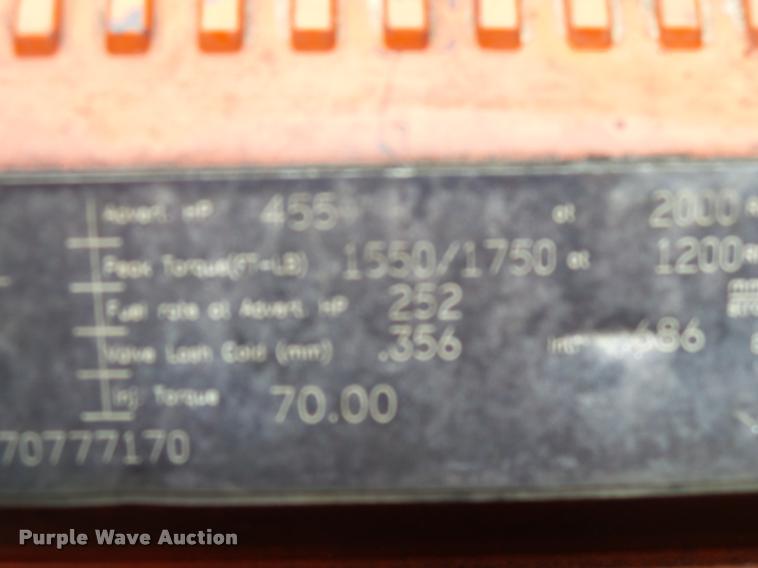 Advert. HP 455 at 2000
Peak Torque(FT-LB) 1550/1750 at 1200
Fuel rate at Advert. HP 252
Valve Lash Cold (mm) .356 Int. .686
Inj. Torque 70.00
70777170
Purple Wave Auction